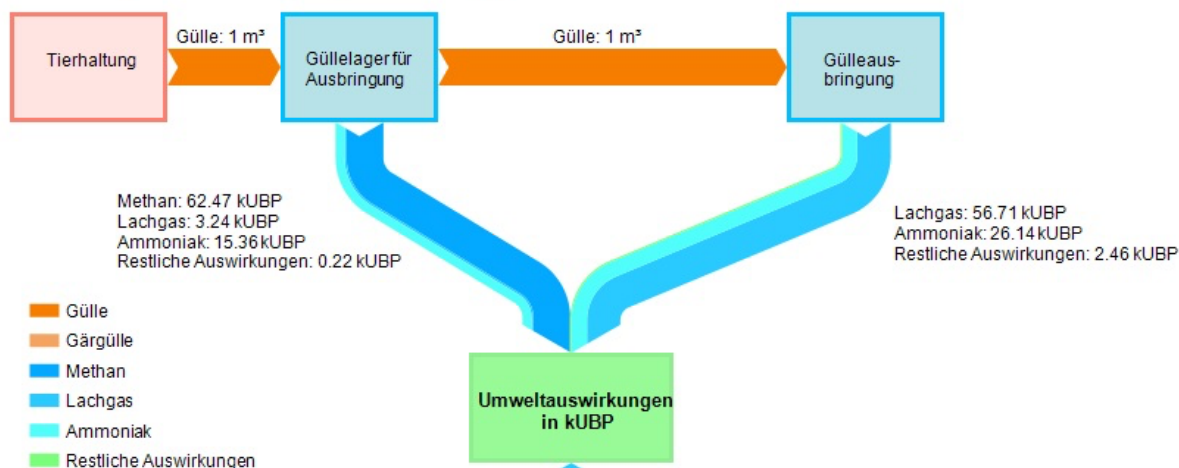 Gülle: 1 m³
Gülle: 1 m³
Tierhaltung
Güllelager für
Ausbringung
Gülleaus-
bringung
Methan: 62.47 kUBP
Lachgas: 3.24 kUBP
Ammoniak: 15.36 kUBP
Restliche Auswirkungen: 0.22 kUBP
Lachgas: 56.71 kUBP
Ammoniak: 26.14 kUBP
Restliche Auswirkungen: 2.46 kUBP
Gülle
Gärgülle
Methan
Lachgas
Ammoniak
Restliche Auswirkungen
Umweltauswirkungen
in kUBP